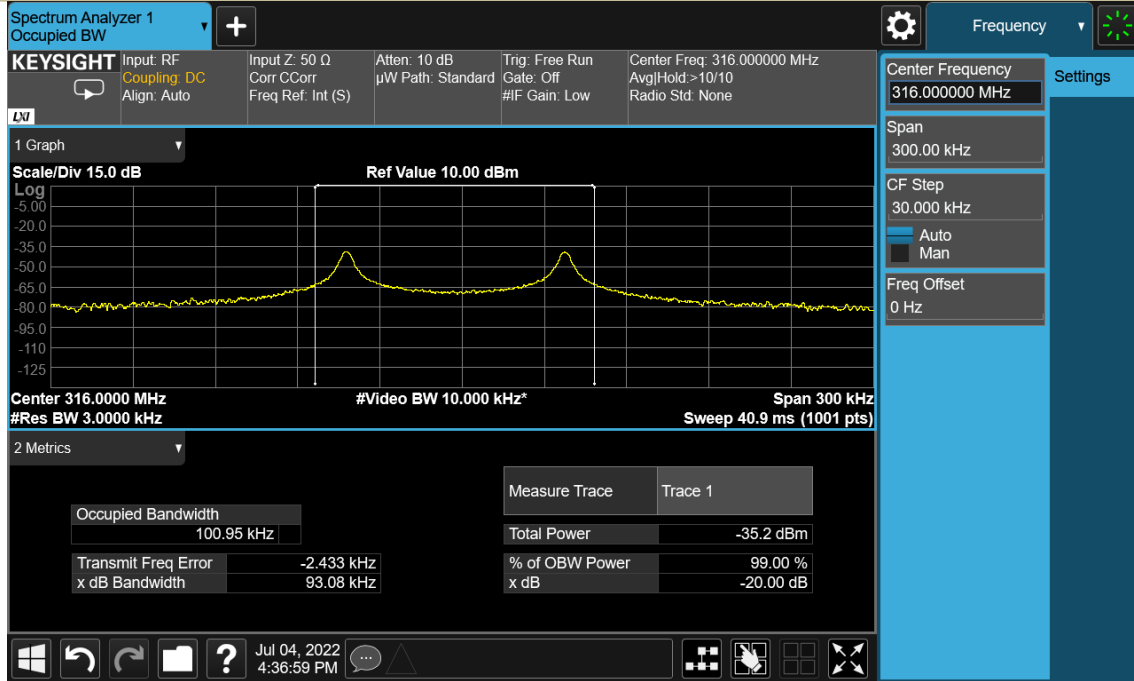 Spectrum Analyzer 1
Occupied BW
Frequency
KEYSIGHT
Input: RF
Coupling: DC
Align: Auto
Input Z: 50 Ω
Corr CCorr
Freq Ref: Int (S)
Atten: 10 dB
µW Path: Standard
Trig: Free Run
Gate: Off
#IF Gain: Low
Center Freq: 316.000000 MHz
Avg|Hold:>10/10
Radio Std: None
LXI
Center Frequency
316.000000 MHz
Settings
Span
300.00 kHz
CF Step
30.000 kHz
Auto
Man
Freq Offset
0 Hz
1 Graph
Scale/Div 15.0 dB
Ref Value 10.00 dBm
Log
-5.00
-20.0
-35.0
-50.0
-65.0
-80.0
-95.0
-110
-125
Center 316.0000 MHz
#Video BW 10.000 kHz*
Span 300 kHz
#Res BW 3.0000 kHz
Sweep 40.9 ms (1001 pts)
2 Metrics
Measure Trace Trace 1
Occupied Bandwidth
100.95 kHz
Total Power -35.2 dBm
Transmit Freq Error -2.433 kHz
% of OBW Power 99.00 %
x dB Bandwidth 93.08 kHz
x dB -20.00 dB
?
Jul 04, 2022
4:36:59 PM